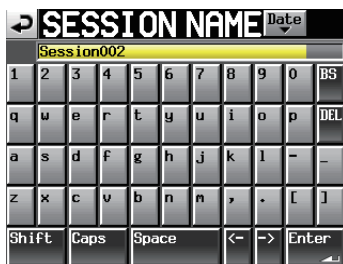 SESSION NAME Date
Session002
1 2 3 4 5 6 7 8 9 0 BS
q w e r t y u i o p DEL
a s d f g h j k l - _
z x c v b n m , . [ ]
Shift Caps Space <- -> Enter